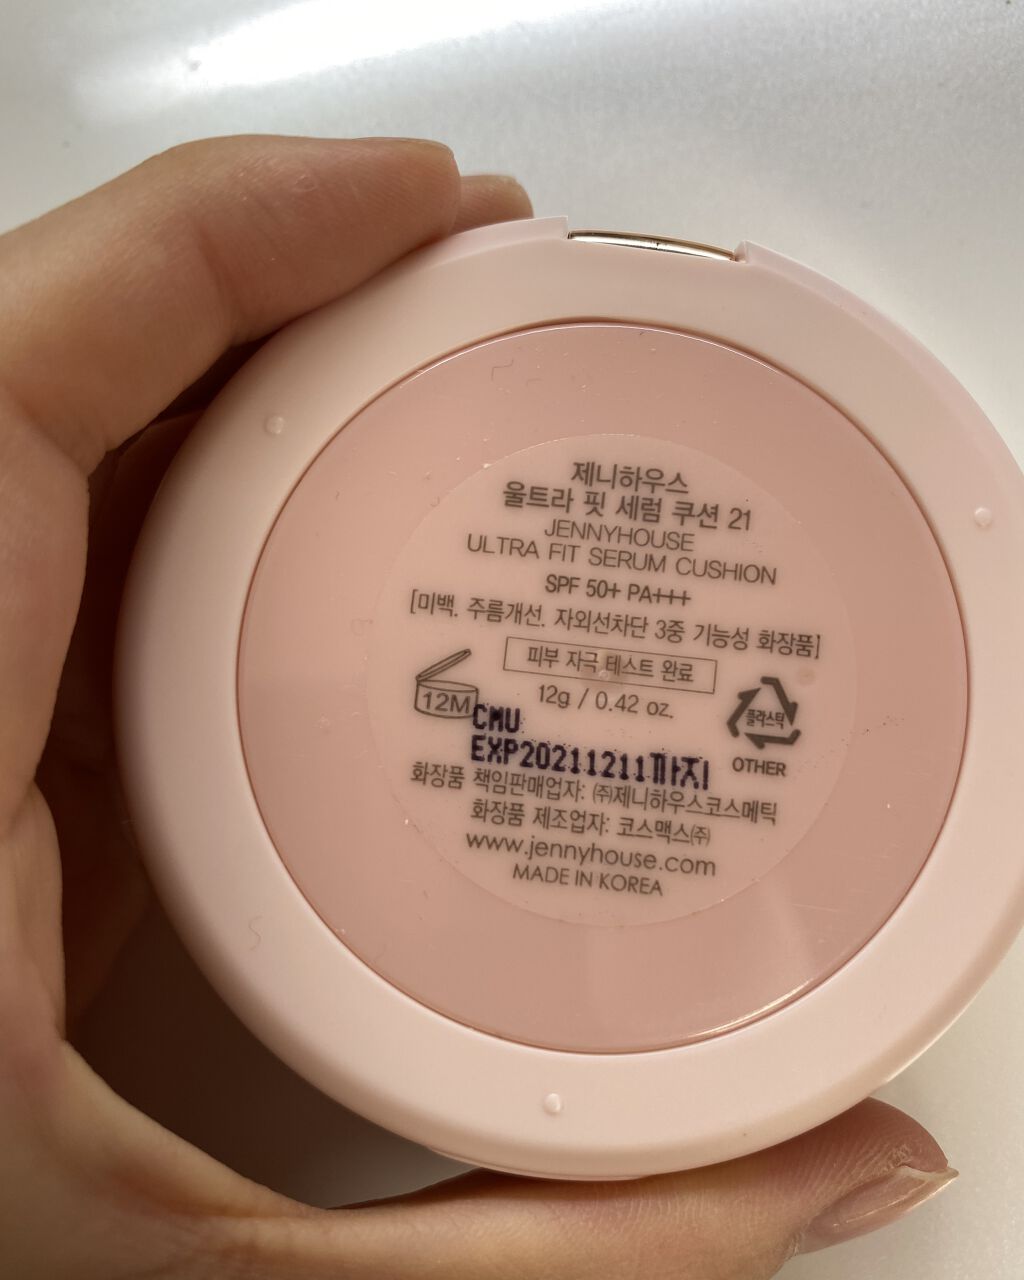 제니하우스
울트라 핏 세럼 쿠션 21
JENNYHOUSE
ULTRA FIT SERUM CUSHION
SPF 50+ PA+++
[미백, 주름개선, 자외선차단 3중 기능성 화장품]
피부 자극 테스트 완료
12M
12g / 0.42 oz.
플라스틱
OTHER
CMU
EXP20211211까지
화장품 책임판매업자: ㈜제니하우스코스메틱
화장품 제조업자: 코스맥스㈜
www.jennyhouse.com
MADE IN KOREA